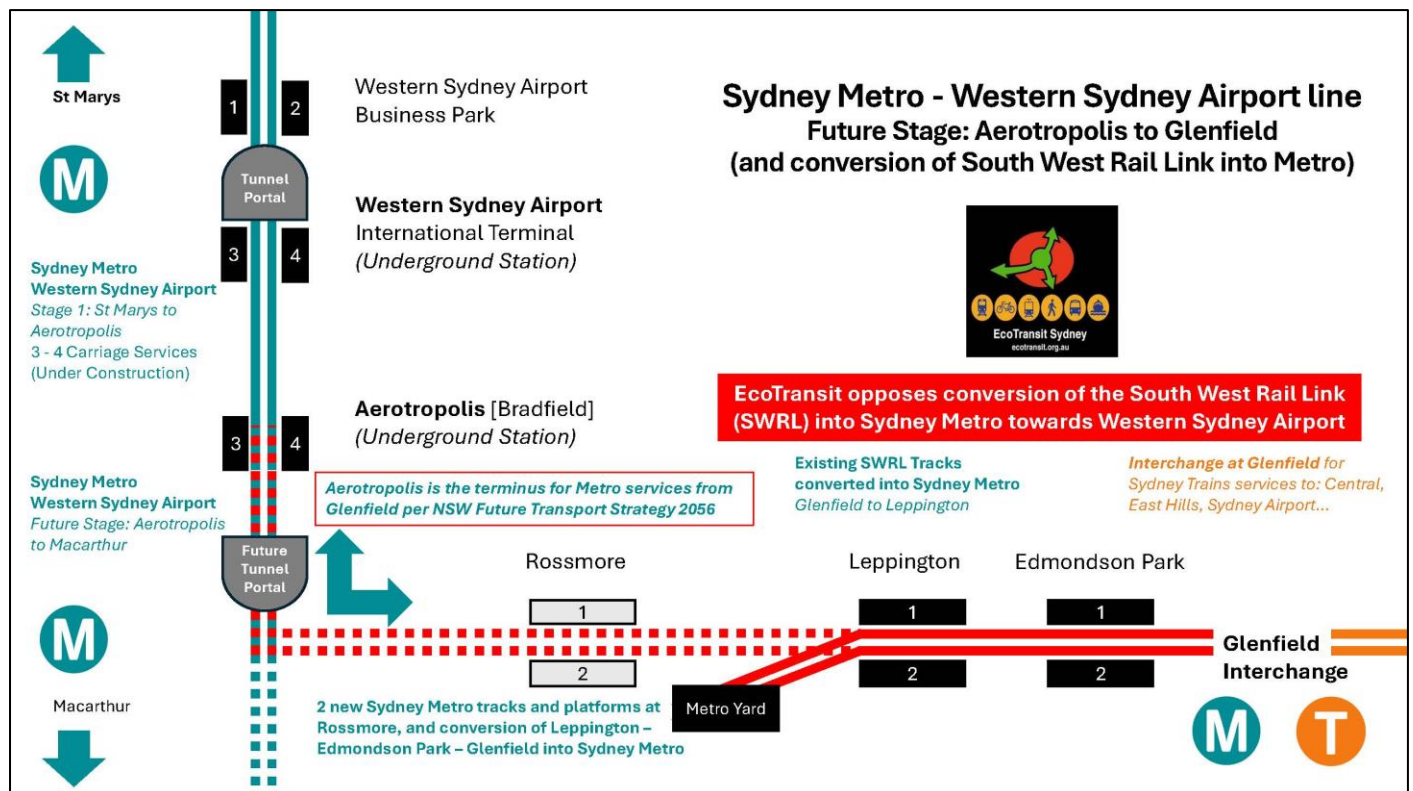 St Marys
1
2
Western Sydney Airport
Business Park
Sydney Metro - Western Sydney Airport line
Future Stage: Aerotropolis to Glenfield
(and conversion of South West Rail Link into Metro)
M
Tunnel
Portal
Western Sydney Airport
International Terminal
(Underground Station)
3
4
Sydney Metro
Western Sydney Airport
Stage 1: St Marys to
Aerotropolis
3 - 4 Carriage Services
(Under Construction)
EcoTransit Sydney
ecotransit.org.au
EcoTransit opposes conversion of the South West Rail Link
(SWRL) into Sydney Metro towards Western Sydney Airport
Aerotropolis [Bradfield]
(Underground Station)
3
4
Existing SWRL Tracks
converted into Sydney Metro
Glenfield to Leppington
Interchange at Glenfield for
Sydney Trains services to: Central,
East Hills, Sydney Airport...
Sydney Metro
Western Sydney Airport
Future Stage: Aerotropolis
to Macarthur
Aerotropolis is the terminus for Metro services from
Glenfield per NSW Future Transport Strategy 2056
Future
Tunnel
Portal
Rossmore
Leppington
Edmondson Park
1
1
1
M
Glenfield
Interchange
2
2
2
Macarthur
2 new Sydney Metro tracks and platforms at
Rossmore, and conversion of Leppington –
Edmondson Park – Glenfield into Sydney Metro
Metro Yard
M
T